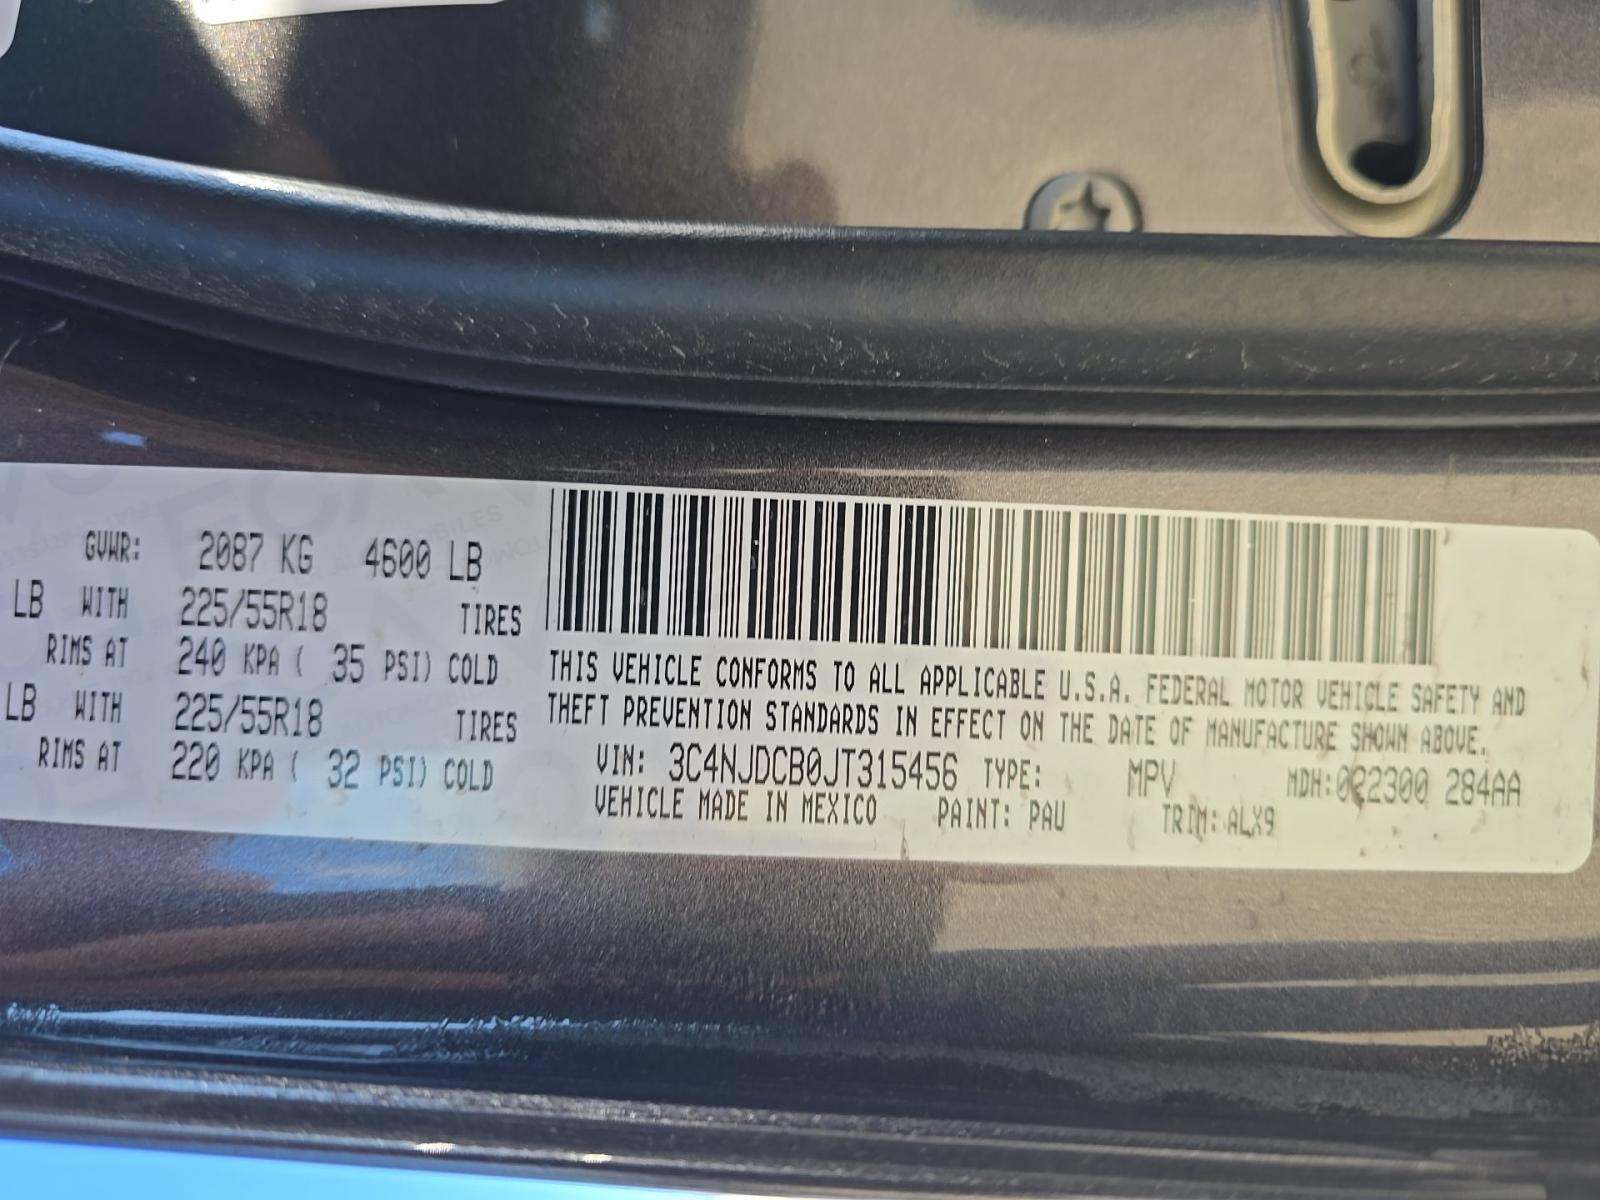 GVWR: 2087 KG 4600 LB
LB WITH 225/55R18 TIRES
RIMS AT 240 KPA ( 35 PSI) COLD
LB WITH 225/55R18 TIRES
RIMS AT 220 KPA ( 32 PSI) COLD
THIS VEHICLE CONFORMS TO ALL APPLICABLE U.S.A. FEDERAL MOTOR VEHICLE SAFETY AND
THEFT PREVENTION STANDARDS IN EFFECT ON THE DATE OF MANUFACTURE SHOWN ABOVE.
VIN: 3C4NJDCB0JT315456 TYPE: MPV MDH: 284AA
VEHICLE MADE IN MEXICO PAINT: PAU TRIM: ALX9